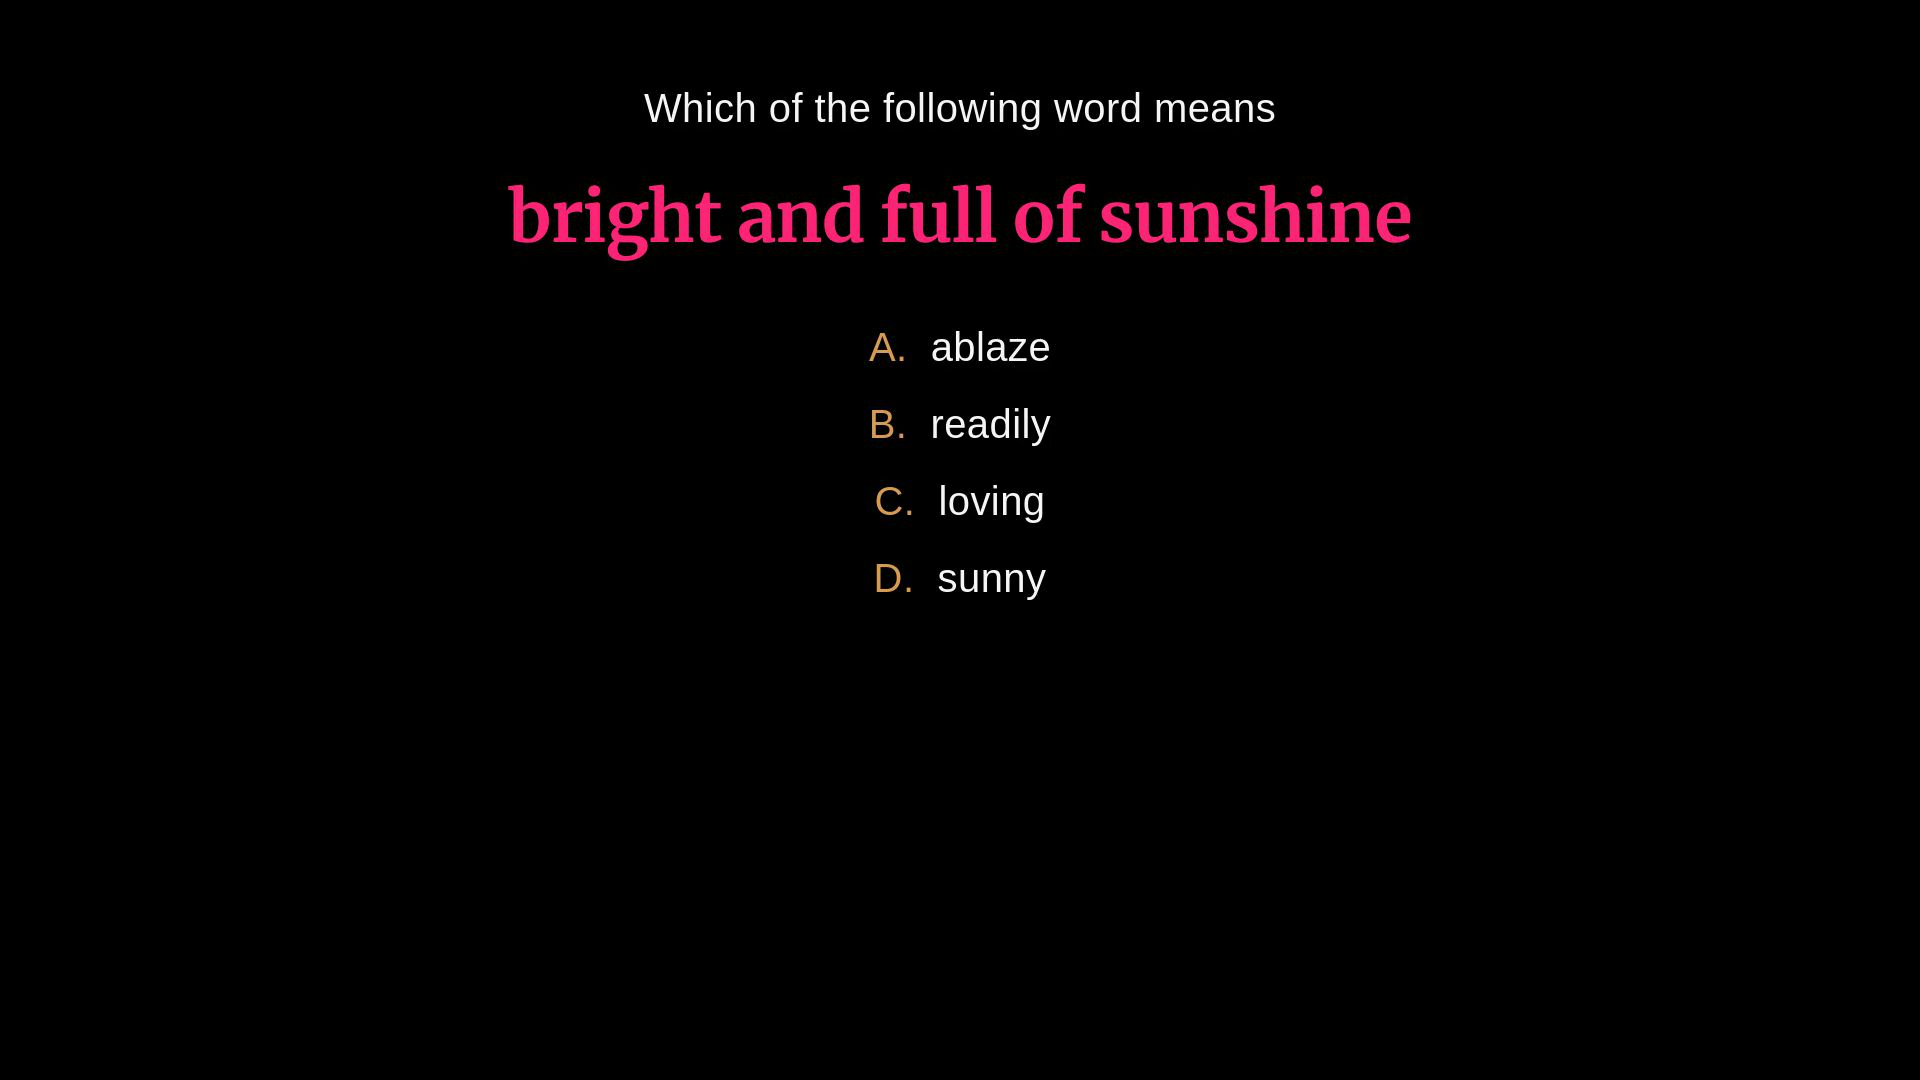 Which of the following word means
bright and full of sunshine
A. ablaze
B. readily
C. loving
D. sunny